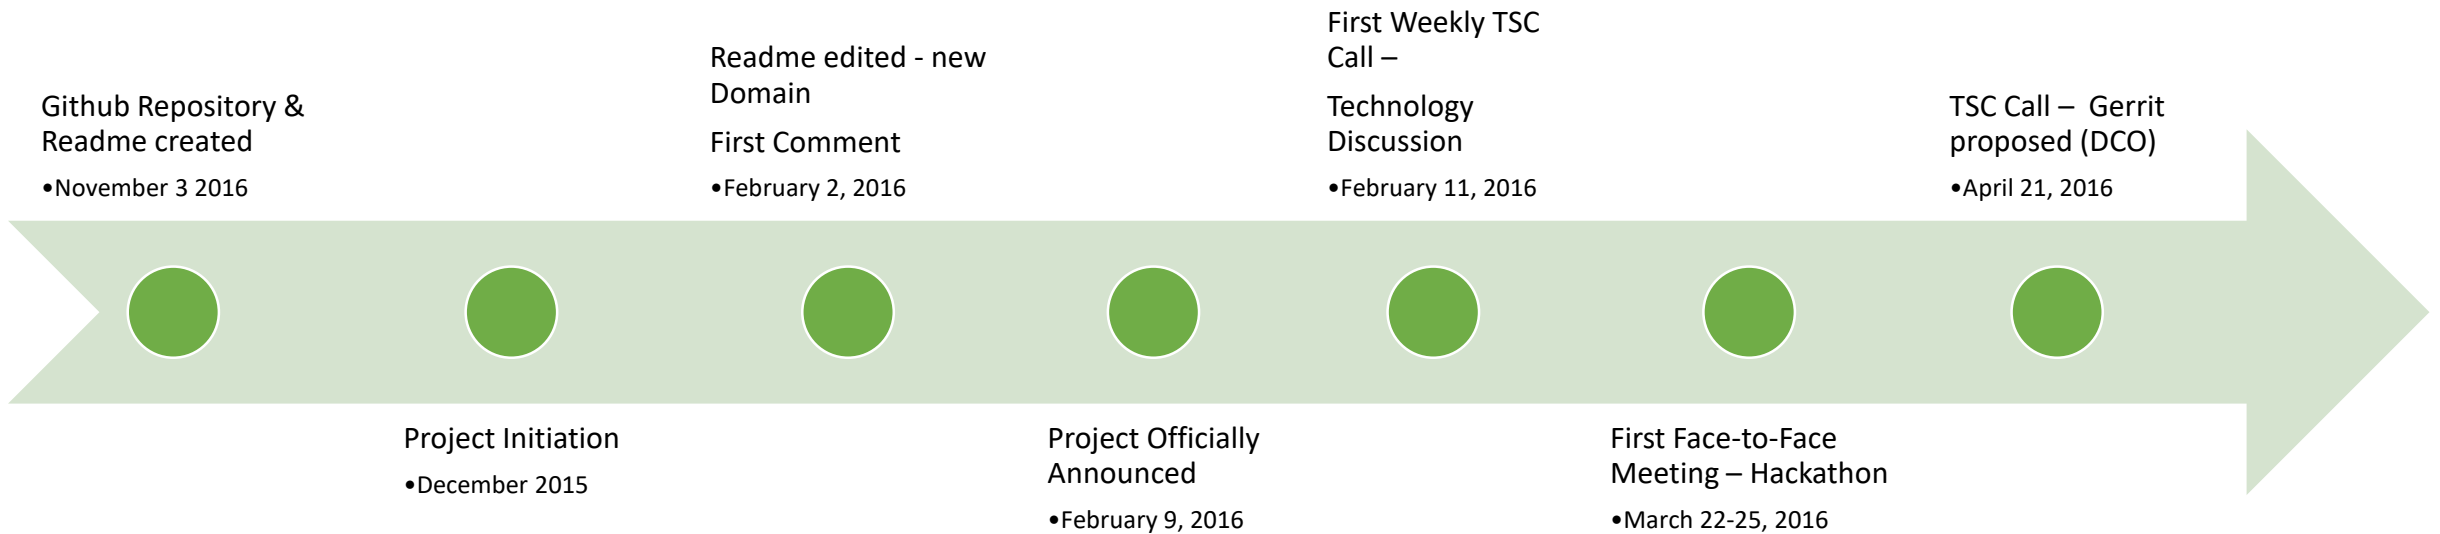 Github Repository &
Readme created
•November 3 2016
Project Initiation
•December 2015
Readme edited - new
Domain
First Comment
•February 2, 2016
Project Officially
Announced
•February 9, 2016
First Weekly TSC
Call –
Technology
Discussion
•February 11, 2016
First Face-to-Face
Meeting – Hackathon
•March 22-25, 2016
TSC Call –  Gerrit
proposed (DCO)
•April 21, 2016